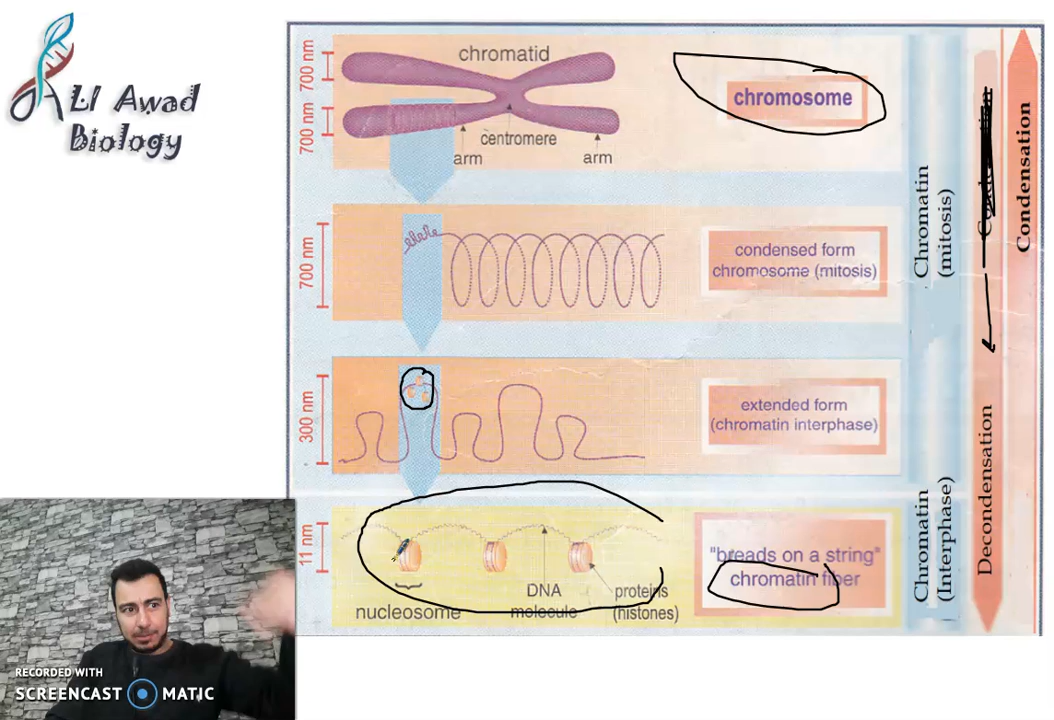 ALI Awad
Biology
700 nm
700 nm
chromatid
centromere
arm
arm
chromosome
700 nm
condensed form
chromosome (mitosis)
300 nm
extended form
(chromatin interphase)
11 nm
nucleosome
DNA
molecule
proteins
(histones)
"breads on a string"
chromatin fiber
Chromatin
(mitosis)
Chromatin
(Interphase)
Decondensation
Condensation
RECORDED WITH
SCREENCAST MATIC